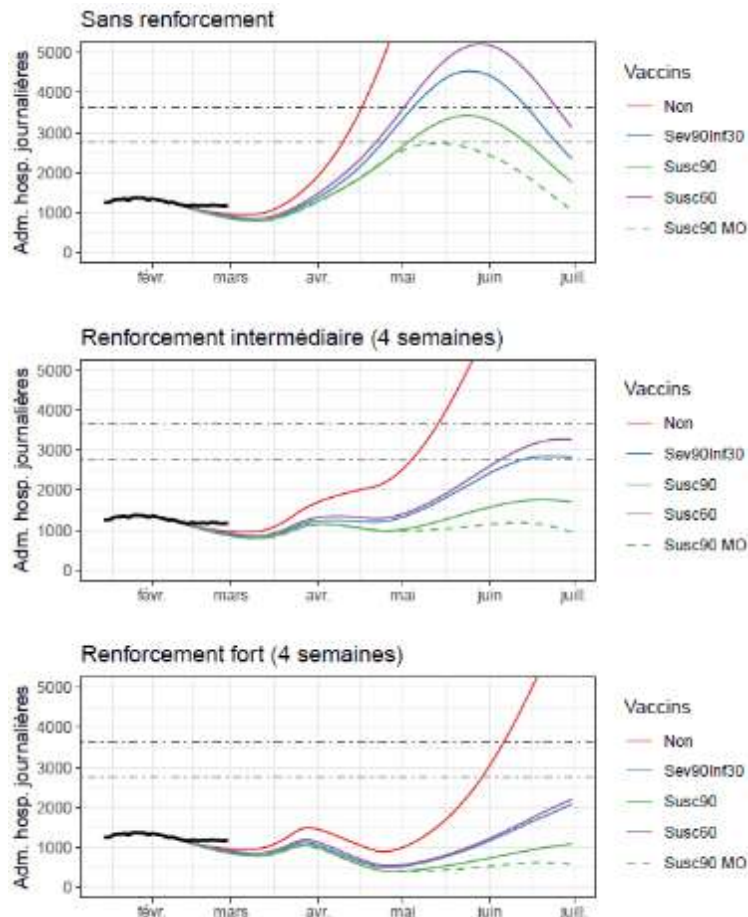 Sans renforcement
Adm. hosp. journalières
5000
4000
3000
2000
1000
0
févr.
mars
avr.
mai
juin
juill.
Vaccins
Non
Sev90Inf30
Susc90
Susc60
Susc90 MO
Renforcement intermédiaire (4 semaines)
Adm. hosp. journalières
5000
4000
3000
2000
1000
0
févr.
mars
avr.
mai
juin
juill.
Vaccins
Non
Sev90Inf30
Susc90
Susc60
Susc90 MO
Renforcement fort (4 semaines)
Adm. hosp. journalières
5000
4000
3000
2000
1000
0
févr.
mars
avr.
mai
juin
juill.
Vaccins
Non
Sev90Inf30
Susc90
Susc60
Susc90 MO